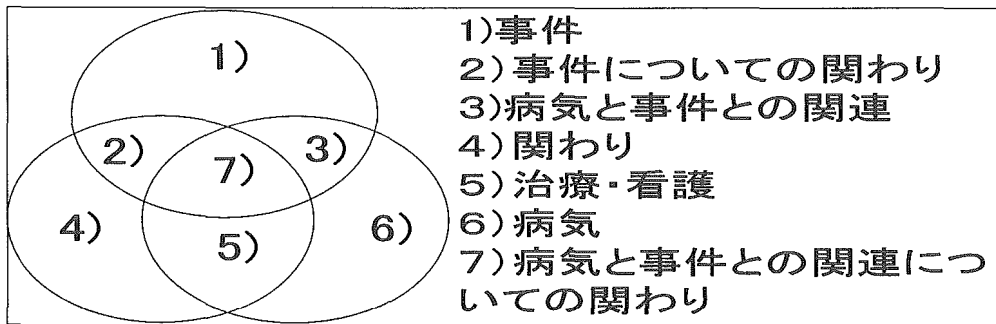 1)
2)
3)
7)
4)
5)
6)
1)事件
2)事件についての関わり
3)病気と事件との関連
4)関わり
5)治療・看護
6)病気
7)病気と事件との関連につ
いての関わり